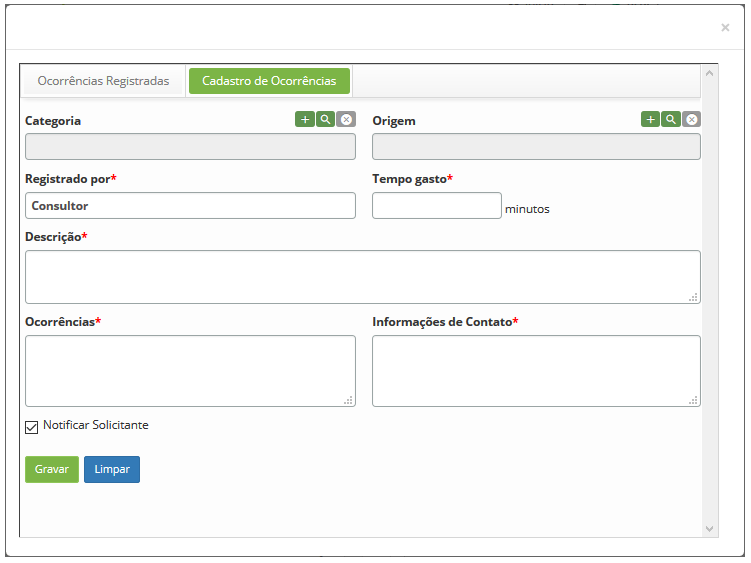 ×
Ocorrências Registradas
Cadastro de Ocorrências
Categoria
Origem
Registrado por*
Tempo gasto*
Consultor
minutos
Descrição*
Ocorrências*
Informações de Contato*
Notificar Solicitante
Gravar
Limpar